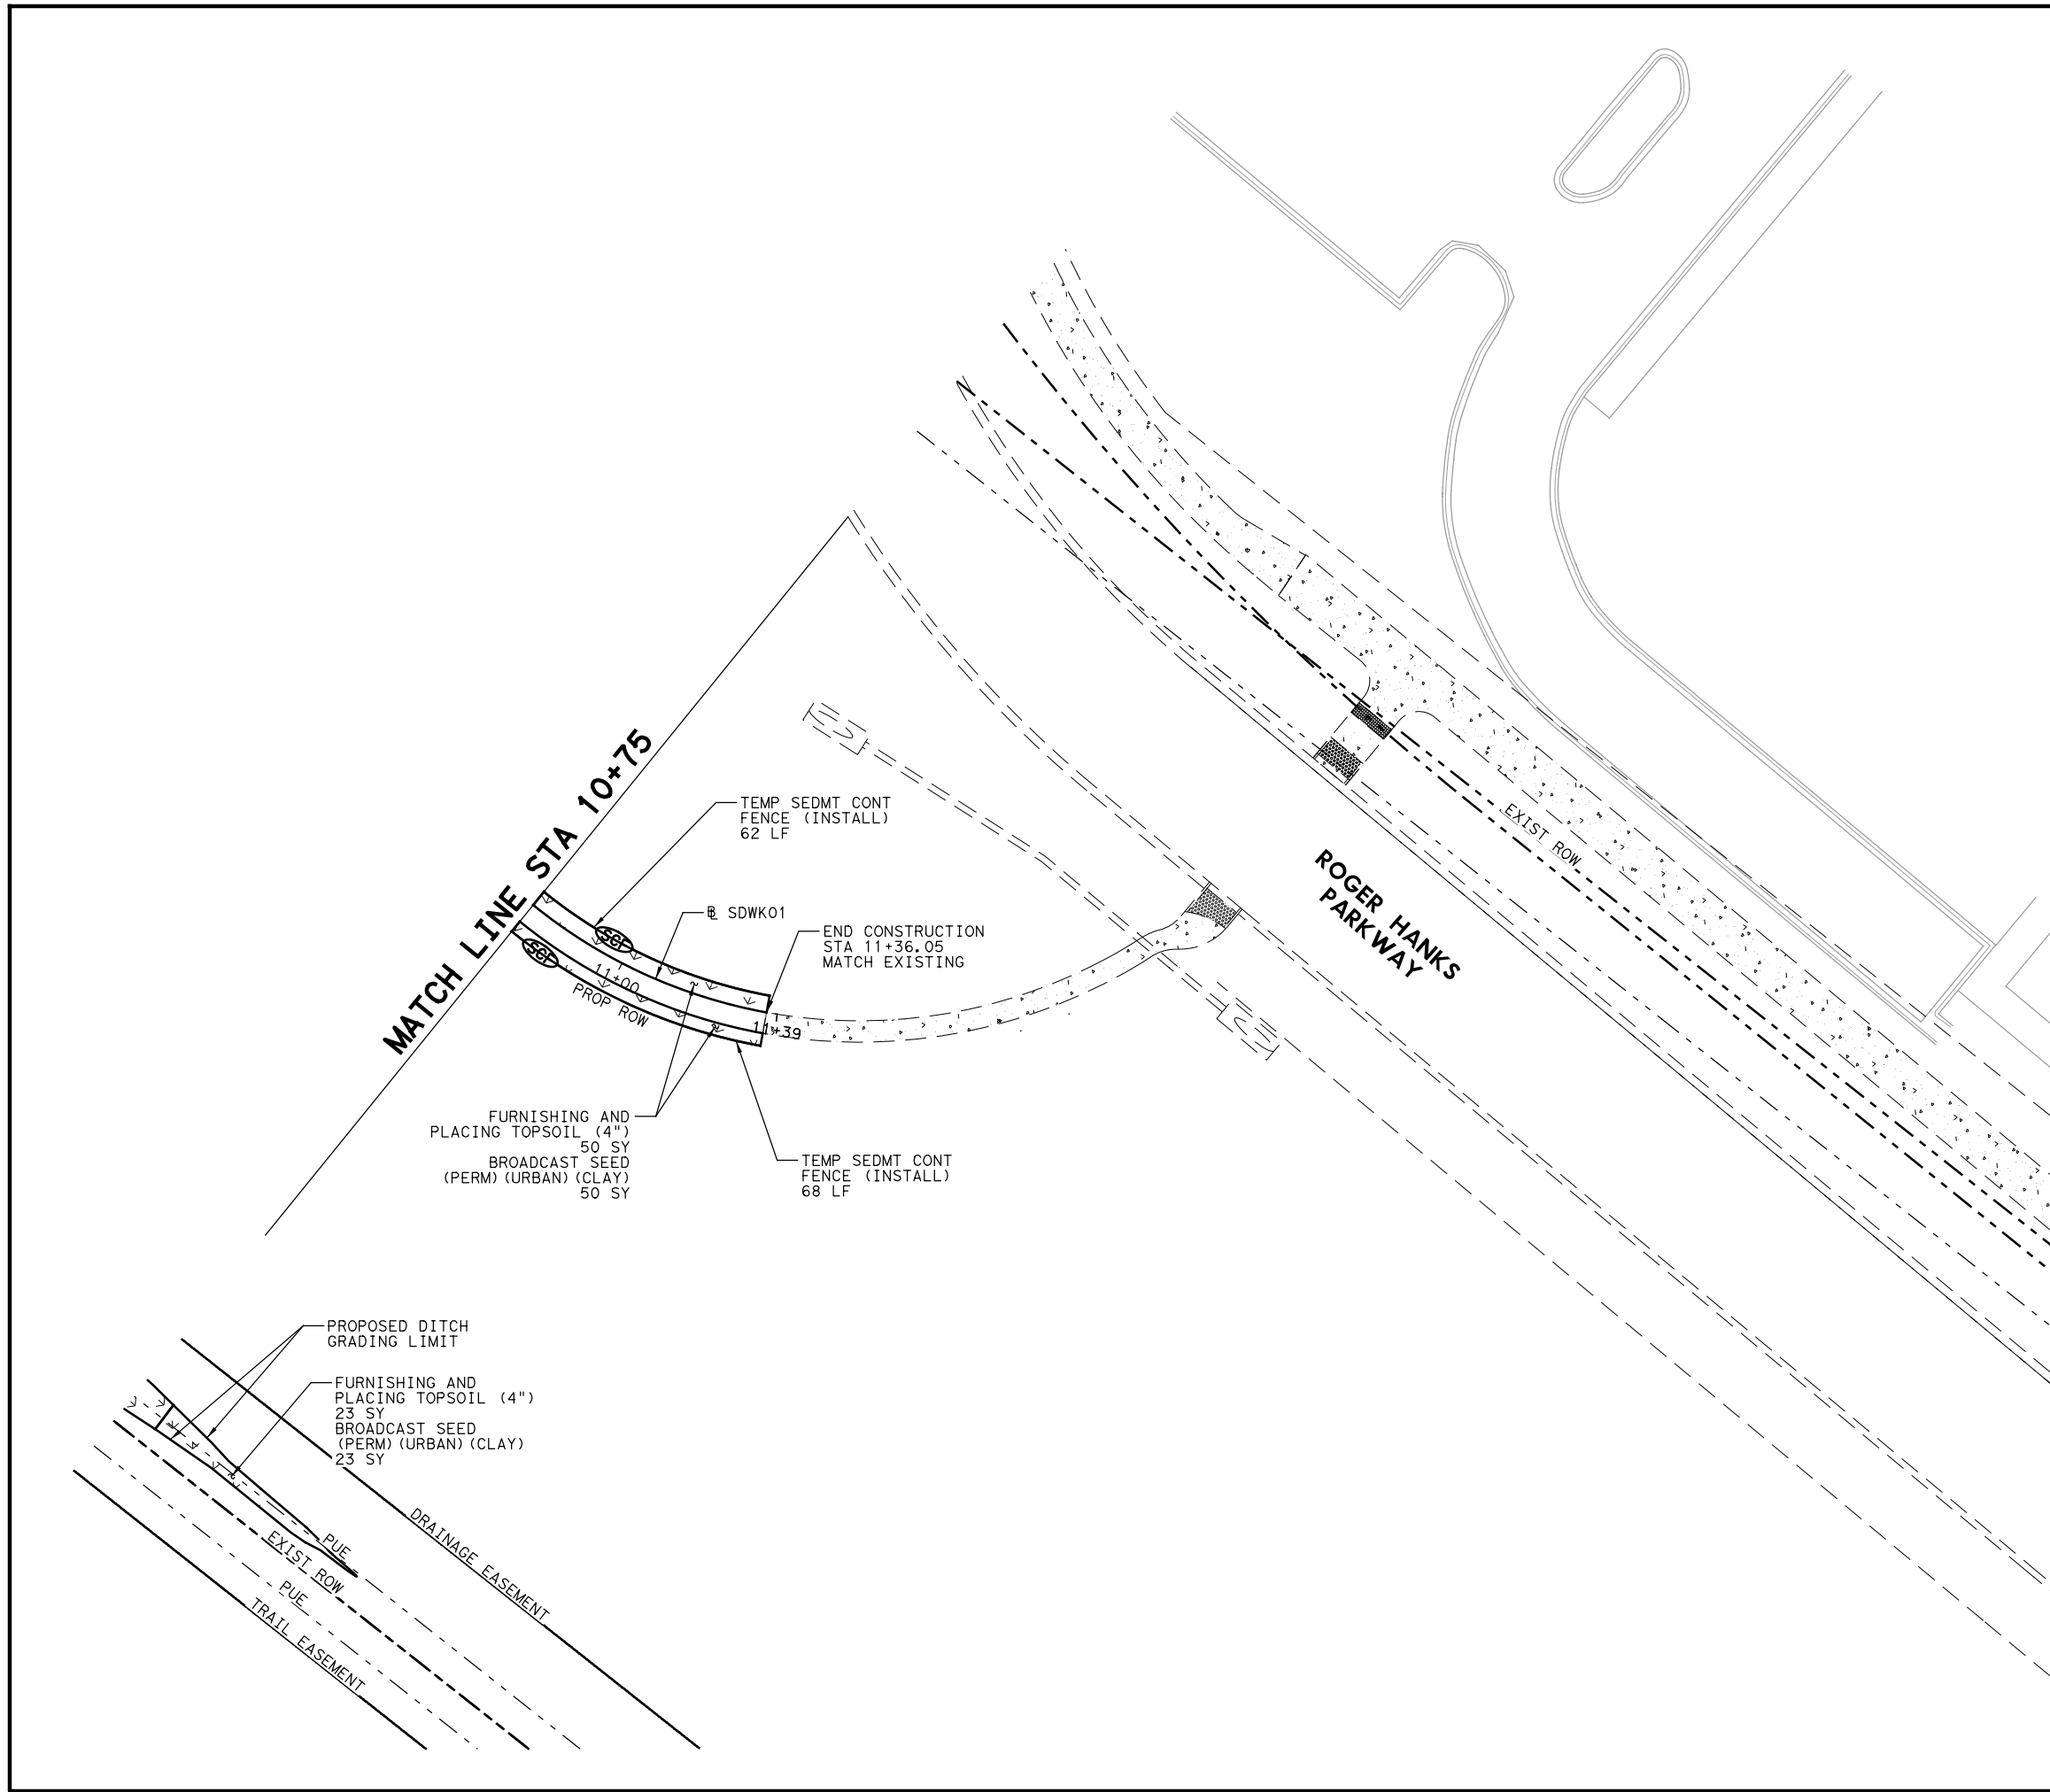 MATCH LINE STA 10+75
TEMP SEDMT CONT
FENCE (INSTALL)
62 LF
℄ SDWK01
END CONSTRUCTION
STA 11+36.05
MATCH EXISTING
SCF
SCF
11+00
PROP ROW
11+39
FURNISHING AND
PLACING TOPSOIL (4")
50 SY
BROADCAST SEED
(PERM)(URBAN)(CLAY)
50 SY
TEMP SEDMT CONT
FENCE (INSTALL)
68 LF
EXIST ROW
ROGER HANKS
PARKWAY
PROPOSED DITCH
GRADING LIMIT
FURNISHING AND
PLACING TOPSOIL (4")
23 SY
BROADCAST SEED
(PERM)(URBAN)(CLAY)
23 SY
DRAINAGE EASEMENT
PUE
EXIST ROW
PUE
TRAIL EASEMENT